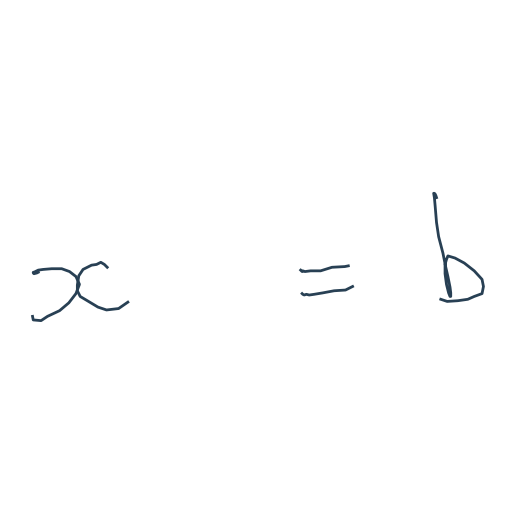 x = b